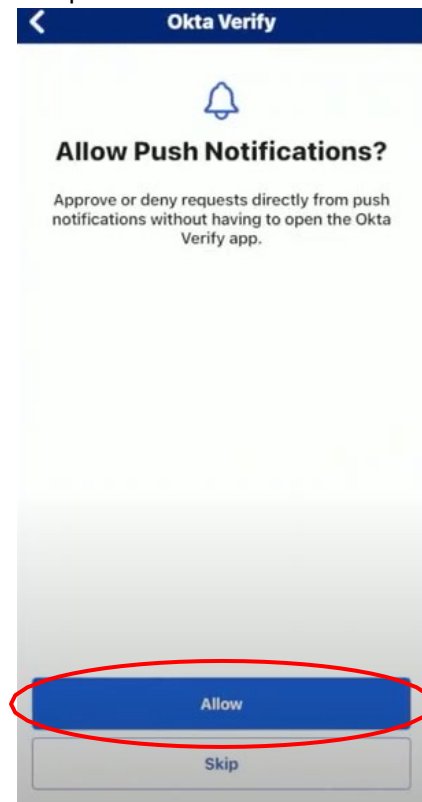 Okta Verify
Allow Push Notifications?
Approve or deny requests directly from push
notifications without having to open the Okta
Verify app.
Allow
Skip